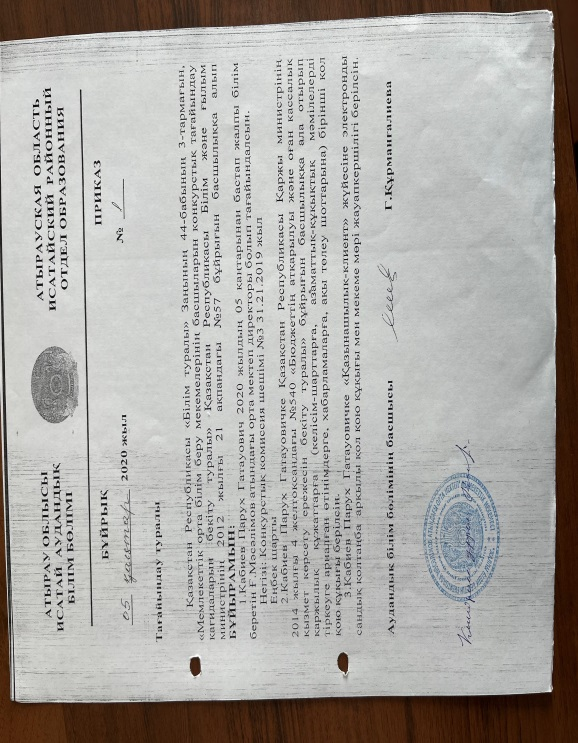 АТЫРАУ ОБЛЫСЫ
ИСАТАЙ АУДАНДЫҚ
БІЛІМ БӨЛІМІ
АТЫРАУСКАЯ ОБЛАСТЬ
ИСАТАЙСКИЙ РАЙОННЫЙ
ОТДЕЛ ОБРАЗОВАНИЯ
БҰЙРЫҚ
ПРИКАЗ
05 қаңтар 2020 жыл
№ 1
Тағайындау туралы
Қазақстан Республикасы «Білім туралы» Заңының 44-бабының 3-тармағын,
«Мемлекеттік орта білім беру мекемелерінің басшыларын конкурстық тағайындау
қағидаларын бекіту туралы» Қазақстан Республикасы Білім және ғылым
министрінің 2012 жылғы 21 ақпандағы №57 бұйрығын басшылыққа алып
БҰЙЫРАМЫН:
1.Кабиев Парух Гатауович 2020 жылдың 05 қаңтарынан бастап жалпы білім
беретін Ғ.Мүсәлімов атындағы орта мектеп директоры болып тағайындалсын.
Негізі: Конкурстық комиссия шешімі №3 31.21.2019 жыл
Еңбек шарты
2.Кабиев Парух Гатауовичке Қазақстан Республикасы Қаржы министрінің
2014 жылғы 4 желтоқсандағы №540 «Бюджеттің атқарылуы және оған кассалық
қызмет көрсету ережесін бекіту туралы» бұйрығын басшылыққа ала отырып
қаржылық құжаттарға (келісім-шарттарға, азаматтық-құқықтық мәмілелерді
тіркеуге арналған өтінімдерге, хабарламаларға, ақы төлеу шоттарына) бірінші қол
қою құқығы берілсін.
3.Кабиев Парух Гатауовичке «Қазынашылық-клиент» жүйесіне электронды
сандық қолтаңба арқылы қол қою құқығы мен мекеме мөрі жауапкершілігі берілсін.
Аудандық білім бөлімінің басшысы
Г.Құрманғалиева